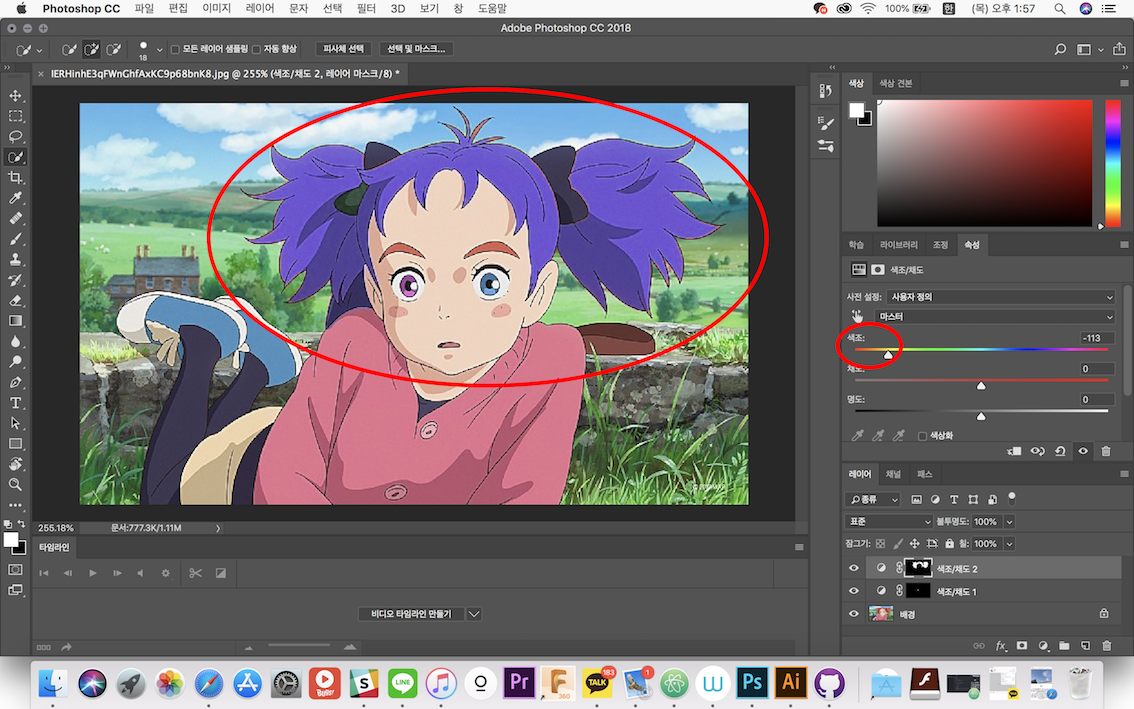 Photoshop CC 파일 편집 이미지 레이어 문자 선택 필터 3D 보기 창 도움말 100% 한 (목) 오후 1:57
Adobe Photoshop CC 2018
18 모든 레이어 샘플링 자동 향상 피사체 선택 선택 및 마스크...
IERHinhE3qFWnGhfAxKC9p68bnK8.jpg @ 255% (색조/채도 2, 레이어 마스크/8) *
색상 색상 견본
학습 라이브러리 조정 속성
색조/채도
사전 설정: 사용자 정의
마스터
색조: -113
채도: 0
명도: 0
색상화
레이어 채널 패스
종류
표준 불투명도: 100%
잠그기: 칠: 100%
색조/채도 2
색조/채도 1
배경
255.18% 문서:777.3K/1.11M
타임라인
비디오 타임라인 만들기
BUGS!
LINE
Pr
F
360
TALK
183
1
Ps
Ai